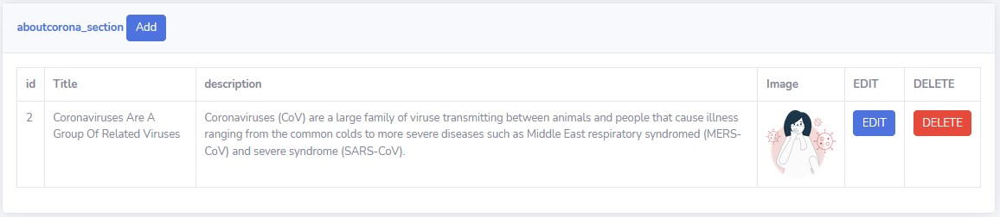 aboutcorona_section Add
id Title description Image EDIT DELETE
2 Coronaviruses Are A Coronaviruses (CoV) are a large family of viruse transmitting between animals and people that cause illness EDIT DELETE
Group Of Related Viruses ranging from the common colds to more severe diseases such as Middle East respiratory syndromed (MERS-
CoV) and severe syndrome (SARS-CoV).